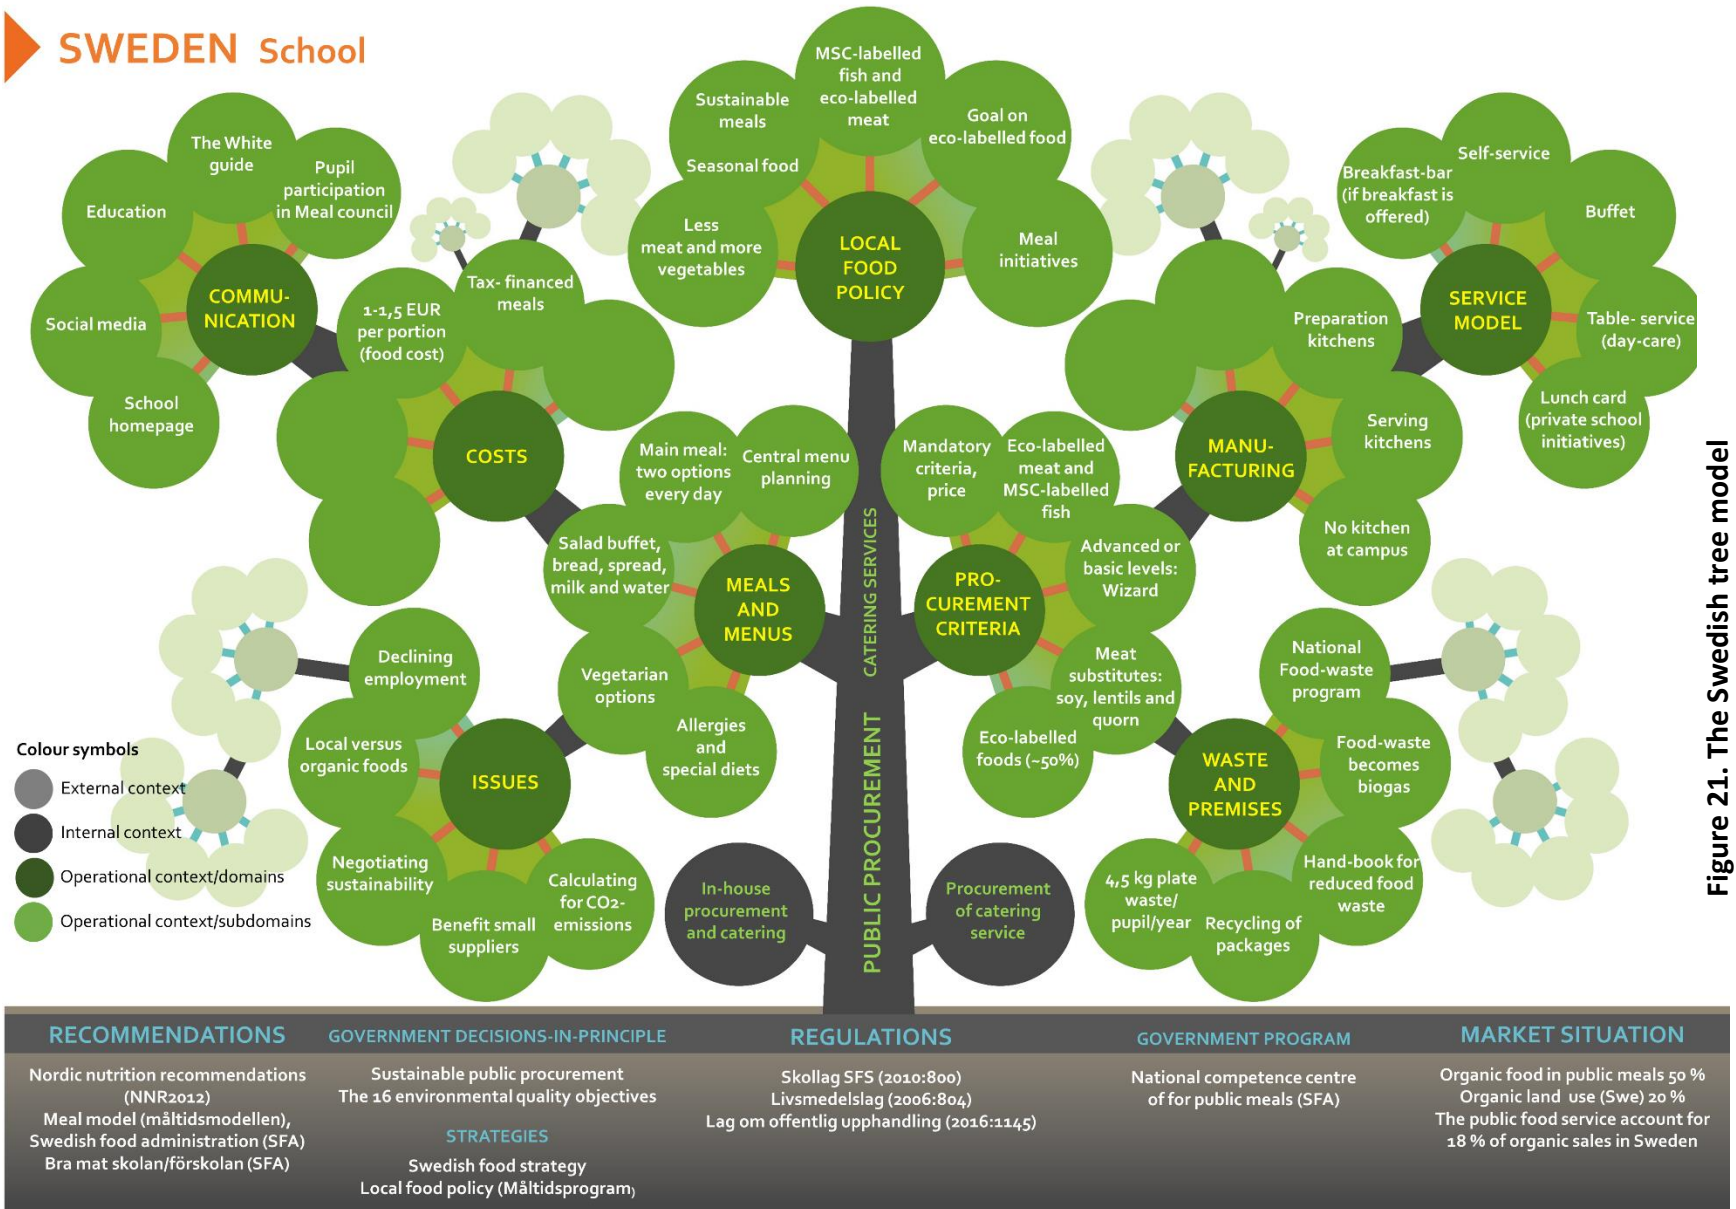 SWEDEN School
The White
guide
Pupil
participation
in Meal council
Education
Social media
School
homepage
COMMU-
NICATION
1-1,5 EUR
per portion
(food cost)
Tax- financed
meals
COSTS
Sustainable
meals
MSC-labelled
fish and
eco-labelled
meat
Goal on
eco-labelled food
Seasonal food
Less
meat and more
vegetables
Meal
initiatives
LOCAL
FOOD
POLICY
Preparation
kitchens
Serving
kitchens
No kitchen
at campus
MANU-
FACTURING
Breakfast-bar
(if breakfast is
offered)
Self-service
Buffet
Table- service
(day-care)
Lunch card
(private school
initiatives)
SERVICE
MODEL
Main meal:
two options
every day
Central menu
planning
Salad buffet,
bread, spread,
milk and water
Vegetarian
options
Allergies
and
special diets
MEALS
AND
MENUS
Mandatory
criteria,
price
Eco-labelled
meat and
MSC-labelled
fish
Advanced or
basic levels:
Wizard
Meat
substitutes:
soy, lentils and
quorn
Eco-labelled
foods (~50%)
PRO-
CUREMENT
CRITERIA
Declining
employment
Local versus
organic foods
Negotiating
sustainability
Benefit small
suppliers
Calculating
for CO2-
emissions
ISSUES
National
Food-waste
program
Food-waste
becomes
biogas
Hand-book for
reduced food
waste
Recycling of
packages
4,5 kg plate
waste/
pupil/year
WASTE
AND
PREMISES
PUBLIC PROCUREMENT CATERING SERVICES
In-house
procurement
and catering
Procurement
of catering
service
Colour symbols
External context
Internal context
Operational context/domains
Operational context/subdomains
RECOMMENDATIONS
Nordic nutrition recommendations
(NNR2012)
Meal model (måltidsmodellen),
Swedish food administration (SFA)
Bra mat skolan/förskolan (SFA)
GOVERNMENT DECISIONS-IN-PRINCIPLE
Sustainable public procurement
The 16 environmental quality objectives
STRATEGIES
Swedish food strategy
Local food policy (Måltidsprogram)
REGULATIONS
Skollag SFS (2010:800)
Livsmedelslag (2006:804)
Lag om offentlig upphandling (2016:1145)
GOVERNMENT PROGRAM
National competence centre
of for public meals (SFA)
MARKET SITUATION
Organic food in public meals 50 %
Organic land use (Swe) 20 %
The public food service account for
18 % of organic sales in Sweden
Figure 21. The Swedish tree model